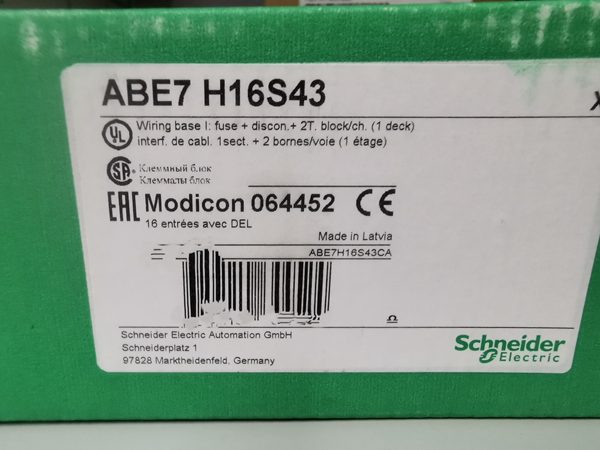 ABE7 H16S43
UL
Wiring base I: fuse + discon.+ 2T. block/ch. (1 deck)
interf. de cabl. 1sect. + 2 bornes/voie (1 étage)
Клеммный блок
Клеммалы блок
EAC Modicon 064452 CE
16 entrées avec DEL
Made in Latvia
ABE7H16S43CA
Schneider Electric Automation GmbH
Schneiderplatz 1
97828 Marktheidenfeld, Germany
Schneider
Electric